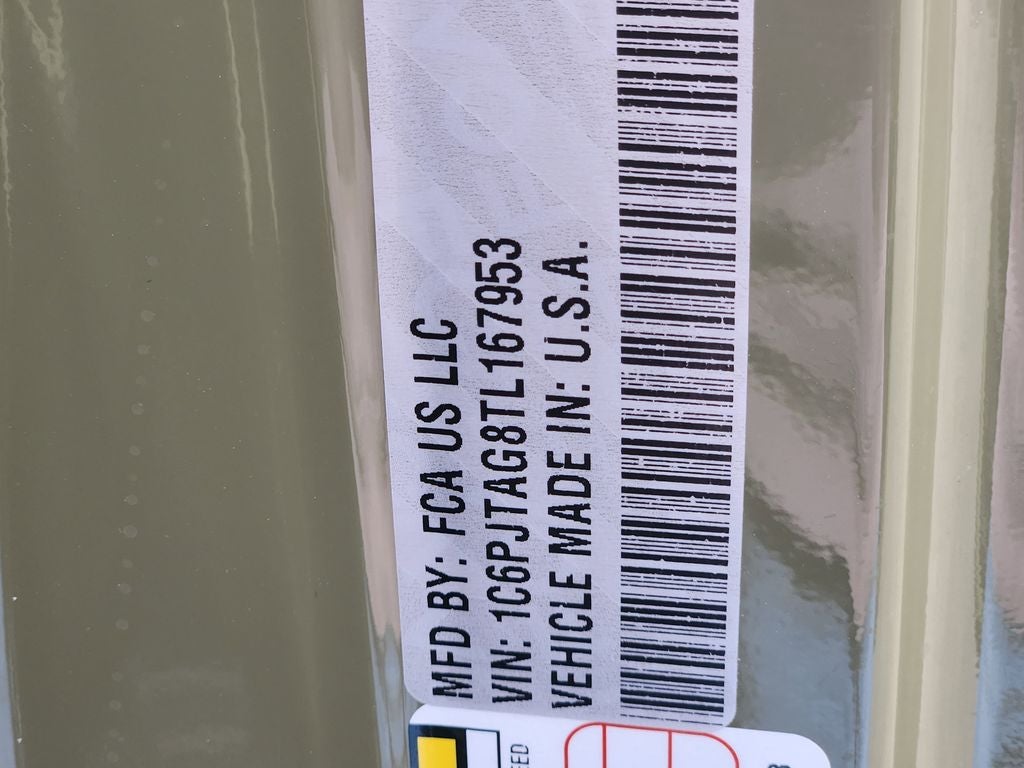 MFD BY: FCA US LLC
VIN: 1C6PJTAG8TL167953
VEHICLE MADE IN: U.S.A.